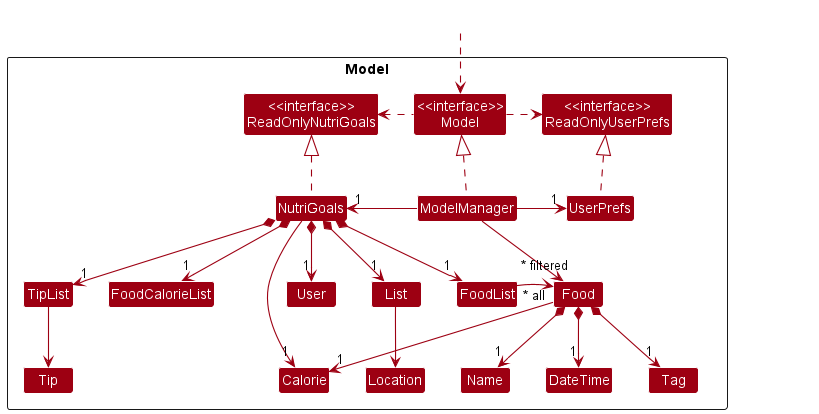 Model
<<interface>>
ReadOnlyNutriGoals
<<interface>>
Model
<<interface>>
ReadOnlyUserPrefs
NutriGoals
1
ModelManager
1
UserPrefs
* filtered
1
1
1
1
1
TipList
FoodCalorieList
User
List
FoodList
* all
Food
1
1
1
1
1
Tip
Calorie
Location
Name
DateTime
Tag